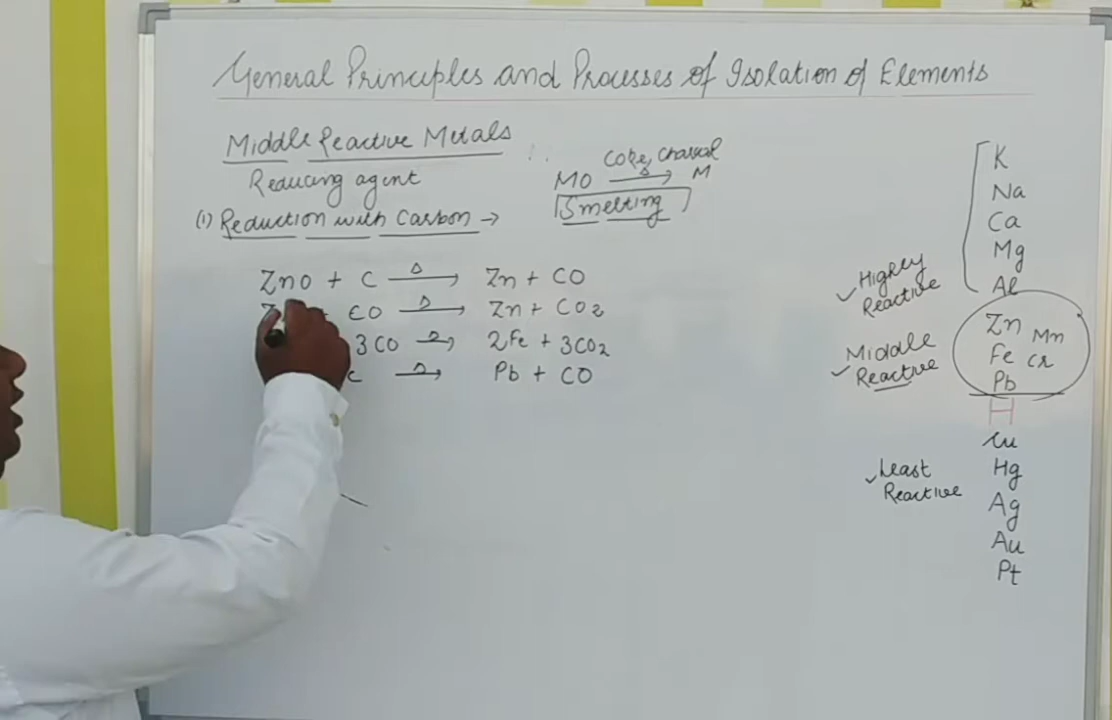 General Principles and Processes of Isolation of Elements
Middle Reactive Metals
Reducing agent
MO Coke, Charcoal Δ → M
Smelting
(1) Reduction with Carbon →
ZnO + C Δ → Zn + CO
CO Δ → Zn + CO2
3CO Δ → 2Fe + 3CO2
C Δ → Pb + CO
K
Na
Ca
Mg
Al
✓ Highly Reactive
Zn Mn
Fe Cr
Pb
✓ Middle Reactive
H
Cu
Hg
Ag
Au
Pt
✓ Least Reactive